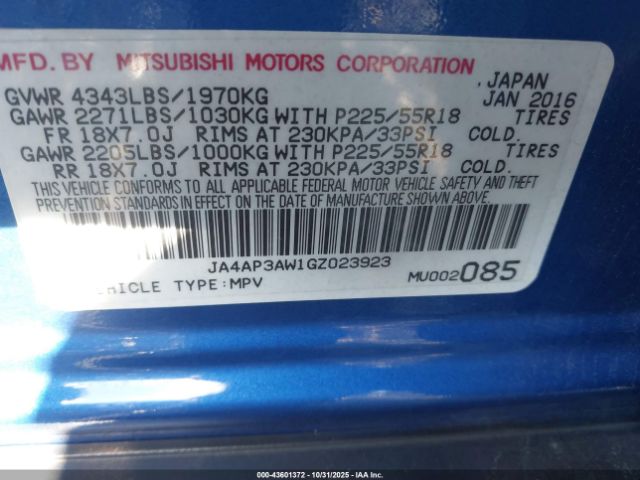 MFD. BY MITSUBISHI MOTORS CORPORATION
JAPAN
GVWR 4343LBS/1970KG JAN 2016
GAWR 2271LBS/1030KG WITH P225/55R18 TIRES
FR 18X7.0J RIMS AT 230KPA/33PSI COLD.
GAWR 2205LBS/1000KG WITH P225/55R18 TIRES
RR 18X7.0J RIMS AT 230KPA/33PSI COLD.
THIS VEHICLE CONFORMS TO ALL APPLICABLE FEDERAL MOTOR VEHICLE SAFETY AND THEFT
PREVENTION STANDARDS IN EFFECT ON THE DATE OF MANUFACTURE SHOWN ABOVE.
JA4AP3AW1GZ023923
MU002085
VEHICLE TYPE:MPV
000-43601372 - 10/31/2025 - IAAI.com